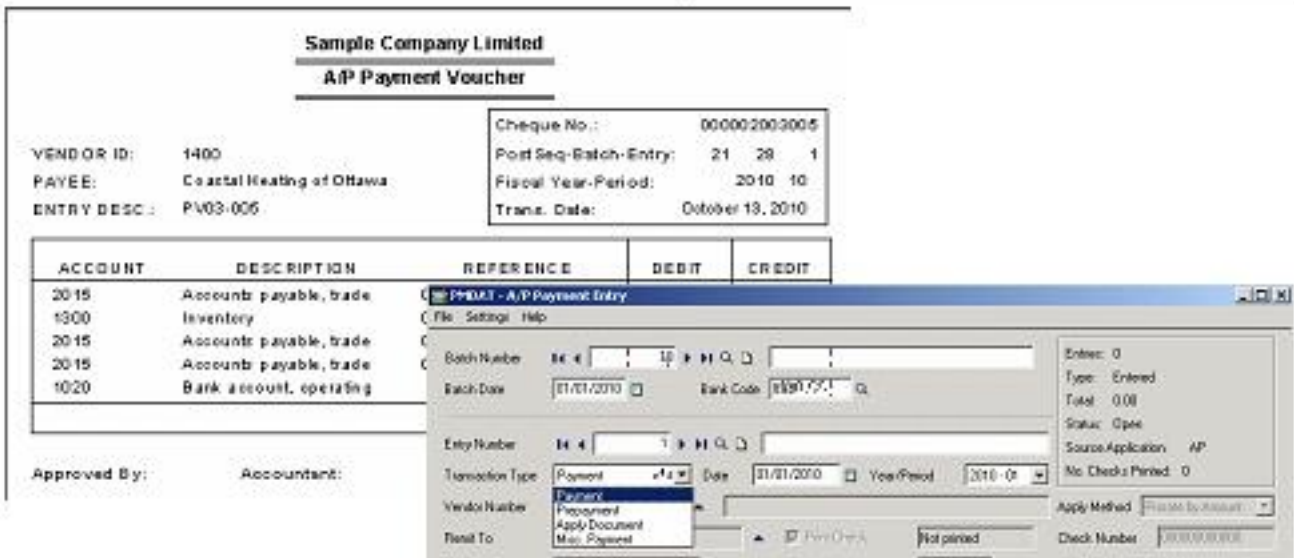 Sample Company Limited
A/P Payment Voucher
Cheque No.: 000002003005
VENDOR ID: 1400
PostSeq-Batch-Entry: 21 28 1
PAYEE: Coastal Heating of Ottawa
Fiscal Year-Period: 2010 10
ENTRY DESC.: PV03-005
Trans. Date: October 13, 2010
ACCOUNT DESCRIPTION REFERENCE DEBIT CREDIT
2015 Accounts payable, trade
1300 Inventory
2015 Accounts payable, trade
2015 Accounts payable, trade
1020 Bank account, operating
Approved By: Accountant:
PMDAT - A/P Payment Entry
File Settings Help
Batch Number 10
Batch Date 01/01/2010 Bank Code
Entry Number 1
Transaction Type Payment Date 01/01/2010 Year/Period 2010 - 01
Payment
Prepayment
Apply Document
Misc. Payment
Vendor Number
Remit To Print Check Not printed
Entries: 0
Type: Entered
Total: 0.00
Status: Open
Source Application: AP
No. Checks Printed: 0
Apply Method
Check Number 000000000000